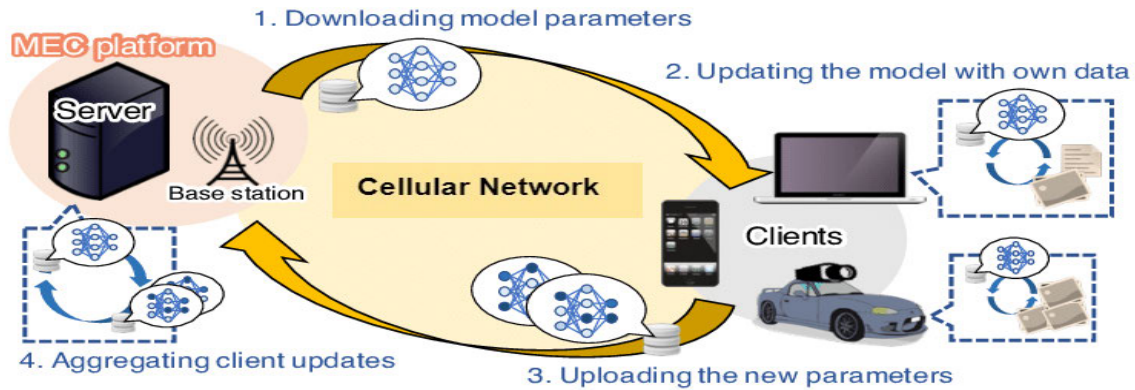 1. Downloading model parameters
MEC platform
2. Updating the model with own data
Server
Base station
Cellular Network
Clients
4. Aggregating client updates
3. Uploading the new parameters